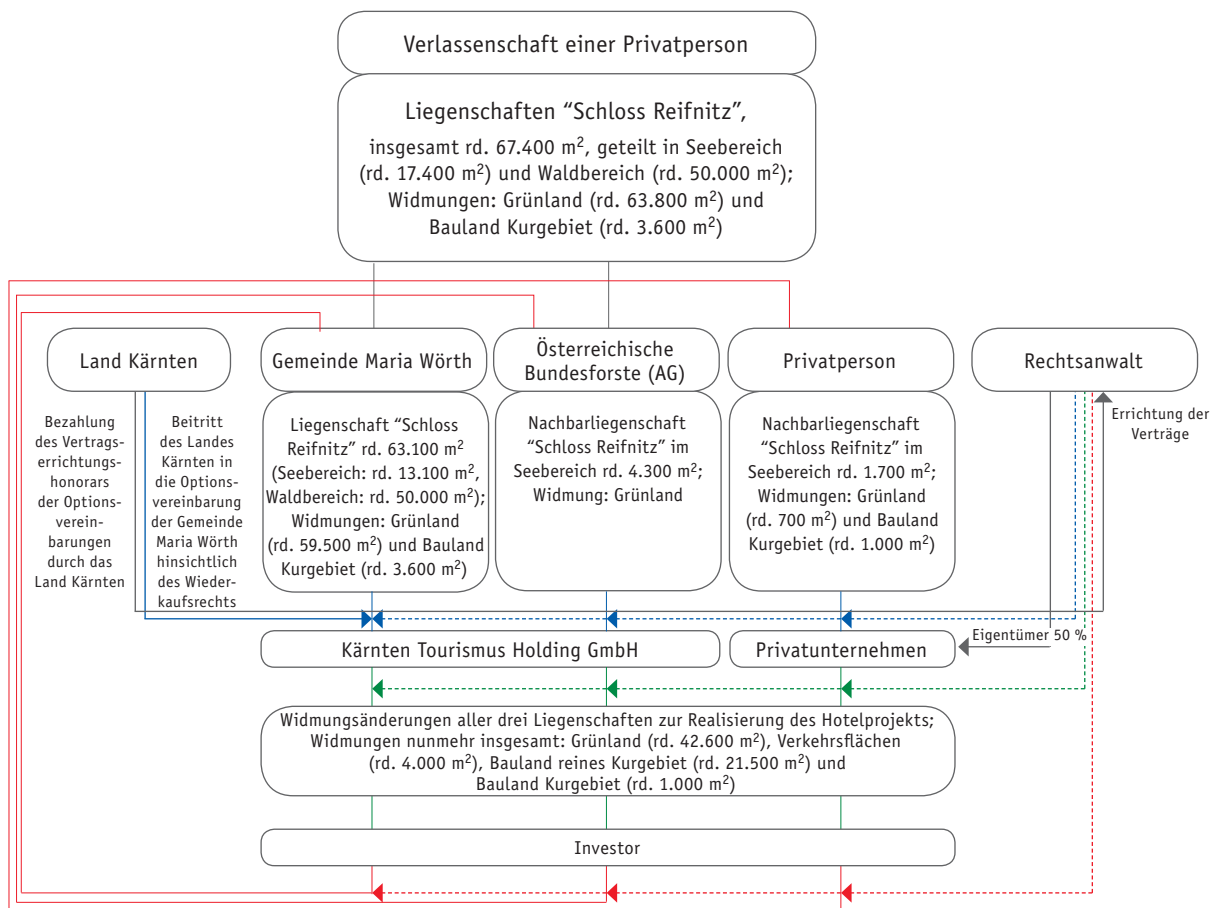 Verlassenschaft einer Privatperson
Liegenschaften “Schloss Reifnitz”,
insgesamt rd. 67.400 m², geteilt in Seebereich
(rd. 17.400 m²) und Waldbereich (rd. 50.000 m²);
Widmungen: Grünland (rd. 63.800 m²) und
Bauland Kurgebiet (rd. 3.600 m²)
Land Kärnten
Gemeinde Maria Wörth
Österreichische
Bundesforste (AG)
Privatperson
Rechtsanwalt
Bezahlung
des Vertrags-
errichtungs-
honorars
der Options-
verein-
barungen
durch das
Land Kärnten
Beitritt
des Landes
Kärnten in
die Options-
vereinbarung
der Gemeinde
Maria Wörth
hinsichtlich
des Wieder-
kaufsrechts
Liegenschaft “Schloss
Reifnitz” rd. 63.100 m²
(Seebereich: rd. 13.100 m²,
Waldbereich: rd. 50.000 m²);
Widmungen: Grünland
(rd. 59.500 m²) und Bauland
Kurgebiet (rd. 3.600 m²)
Nachbarliegenschaft
“Schloss Reifnitz” im
Seebereich rd. 4.300 m²;
Widmung: Grünland
Nachbarliegenschaft
“Schloss Reifnitz” im
Seebereich rd. 1.700 m²;
Widmungen: Grünland
(rd. 700 m²) und Bauland
Kurgebiet (rd. 1.000 m²)
Errichtung der
Verträge
Kärnten Tourismus Holding GmbH
Privatunternehmen
Eigentümer 50 %
Widmungsänderungen aller drei Liegenschaften zur Realisierung des Hotelprojekts;
Widmungen nunmehr insgesamt: Grünland (rd. 42.600 m²), Verkehrsflächen
(rd. 4.000 m²), Bauland reines Kurgebiet (rd. 21.500 m²) und
Bauland Kurgebiet (rd. 1.000 m²)
Investor